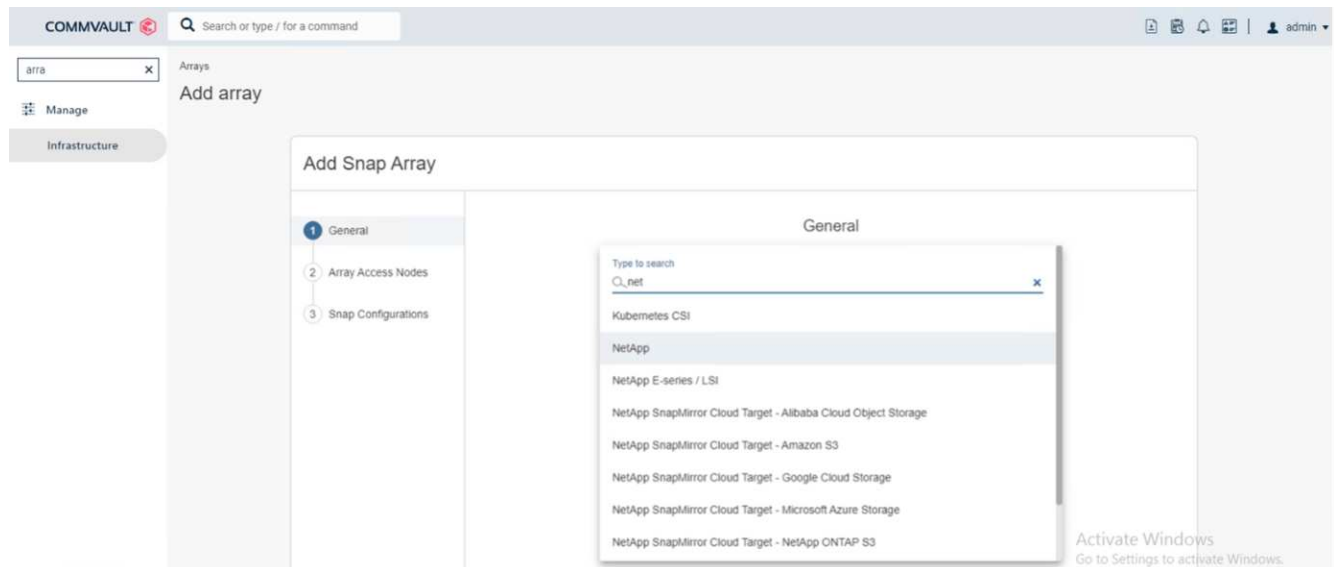 COMMVAULT
Search or type / for a command
admin
arra
Manage
Infrastructure
Arrays
Add array
Add Snap Array
1 General
2 Array Access Nodes
3 Snap Configurations
General
Type to search
net
Kubernetes CSI
NetApp
NetApp E-series / LSI
NetApp SnapMirror Cloud Target - Alibaba Cloud Object Storage
NetApp SnapMirror Cloud Target - Amazon S3
NetApp SnapMirror Cloud Target - Google Cloud Storage
NetApp SnapMirror Cloud Target - Microsoft Azure Storage
NetApp SnapMirror Cloud Target - NetApp ONTAP S3
Activate Windows
Go to Settings to activate Windows.